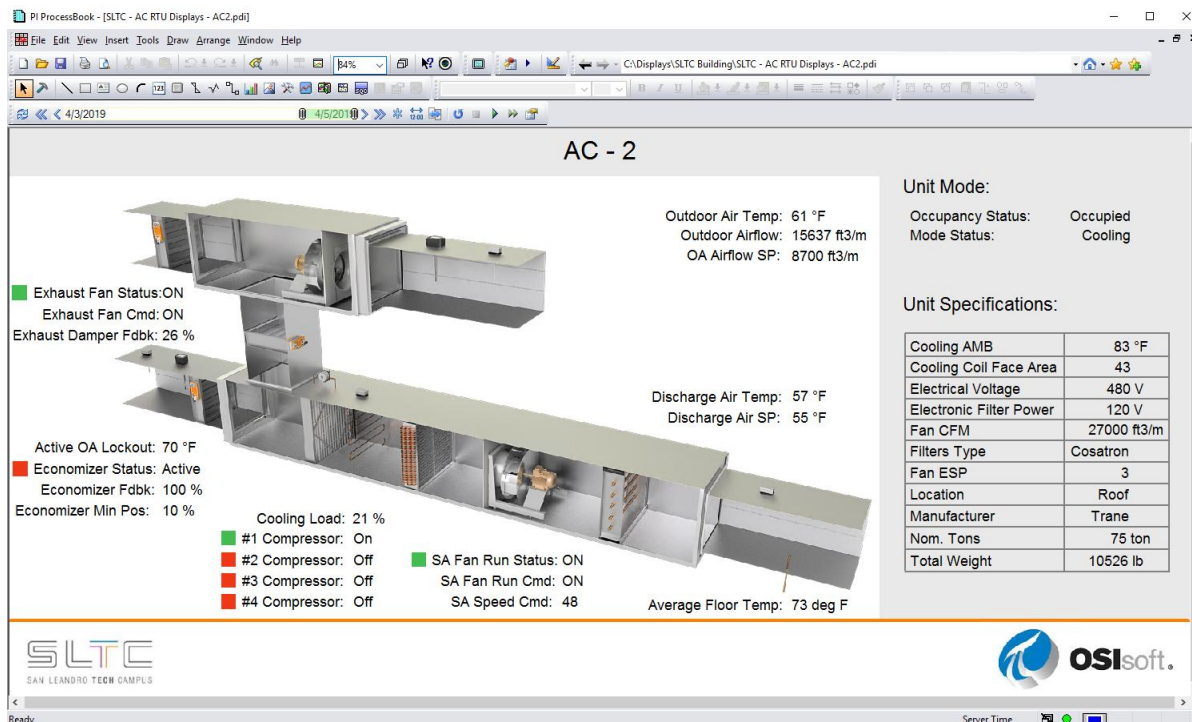 PI ProcessBook - [SLTC - AC RTU Displays - AC2.pdi]
File Edit View Insert Tools Draw Arrange Window Help
84%
C:\Displays\SLTC Building\SLTC - AC RTU Displays - AC2.pdi
123
B I U
4/3/2019
4/5/2019
AC - 2
Outdoor Air Temp: 61 °F
Outdoor Airflow: 15637 ft3/m
OA Airflow SP: 8700 ft3/m
Exhaust Fan Status:ON
Exhaust Fan Cmd: ON
Exhaust Damper Fdbk: 26 %
Discharge Air Temp: 57 °F
Discharge Air SP: 55 °F
Active OA Lockout: 70 °F
Economizer Status: Active
Economizer Fdbk: 100 %
Economizer Min Pos: 10 %
Cooling Load: 21 %
#1 Compressor: On
#2 Compressor: Off
#3 Compressor: Off
#4 Compressor: Off
SA Fan Run Status: ON
SA Fan Run Cmd: ON
SA Speed Cmd: 48
Average Floor Temp: 73 deg F
Unit Mode:
Occupancy Status: Occupied
Mode Status: Cooling
Unit Specifications:
Cooling AMB 83 °F
Cooling Coil Face Area 43
Electrical Voltage 480 V
Electronic Filter Power 120 V
Fan CFM 27000 ft3/m
Filters Type Cosatron
Fan ESP 3
Location Roof
Manufacturer Trane
Nom. Tons 75 ton
Total Weight 10526 lb
SLTC
SAN LEANDRO TECH CAMPUS
OSIsoft.
Ready
Server Time